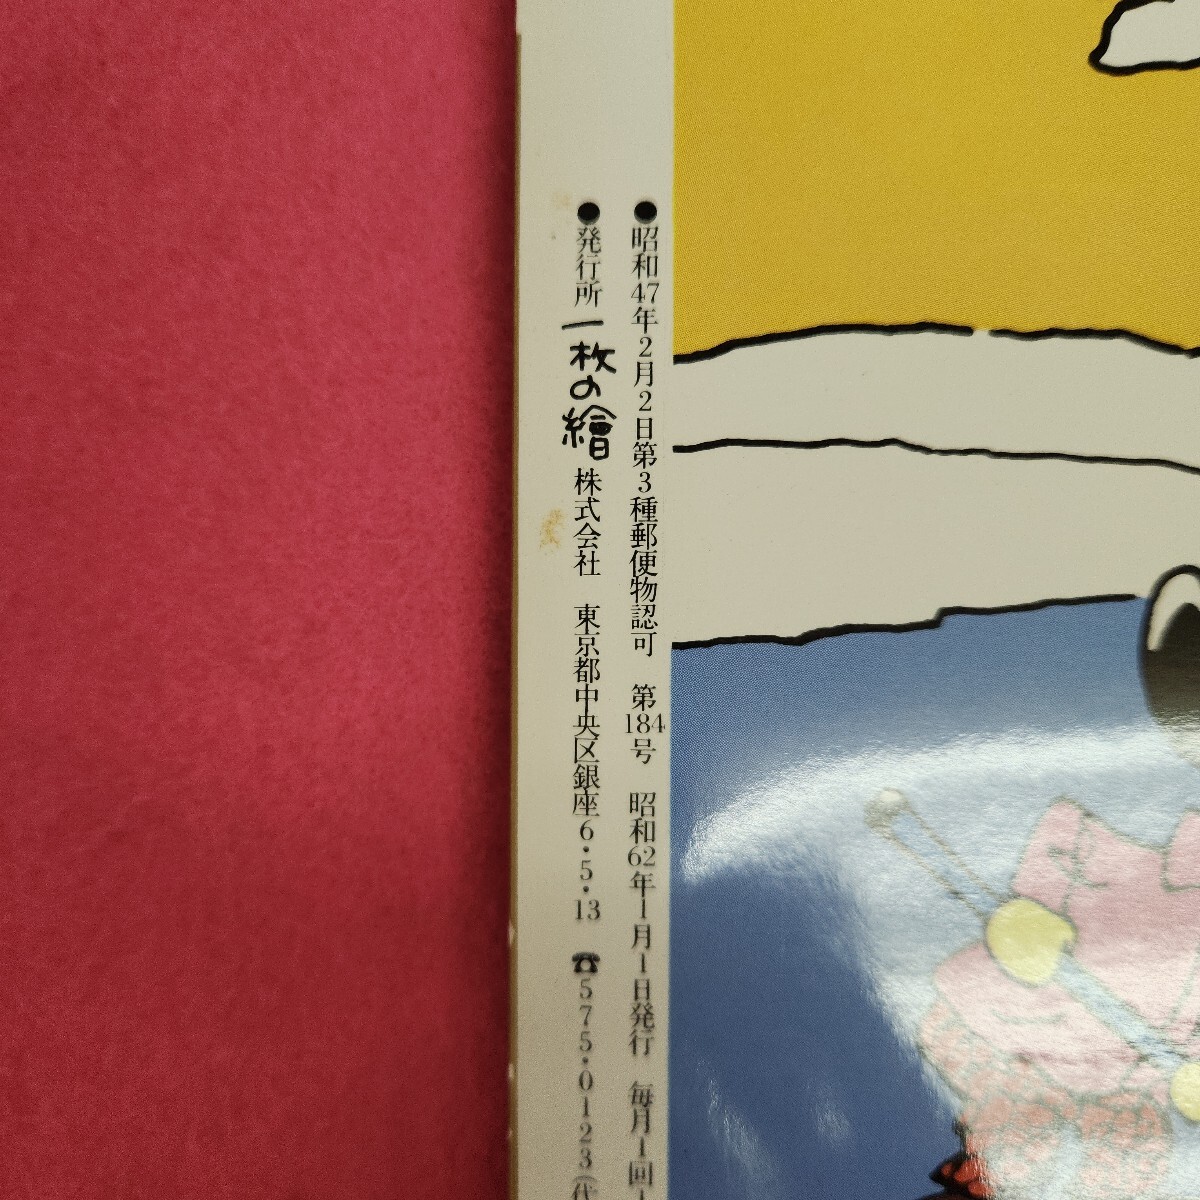 ●昭和47年2月2日第3種郵便物認可　第184号　昭和62年1月1日発行　毎月1回
●発行所 一枚の繪 株式会社　東京都中央区銀座6・5・13　☎575・0123(代